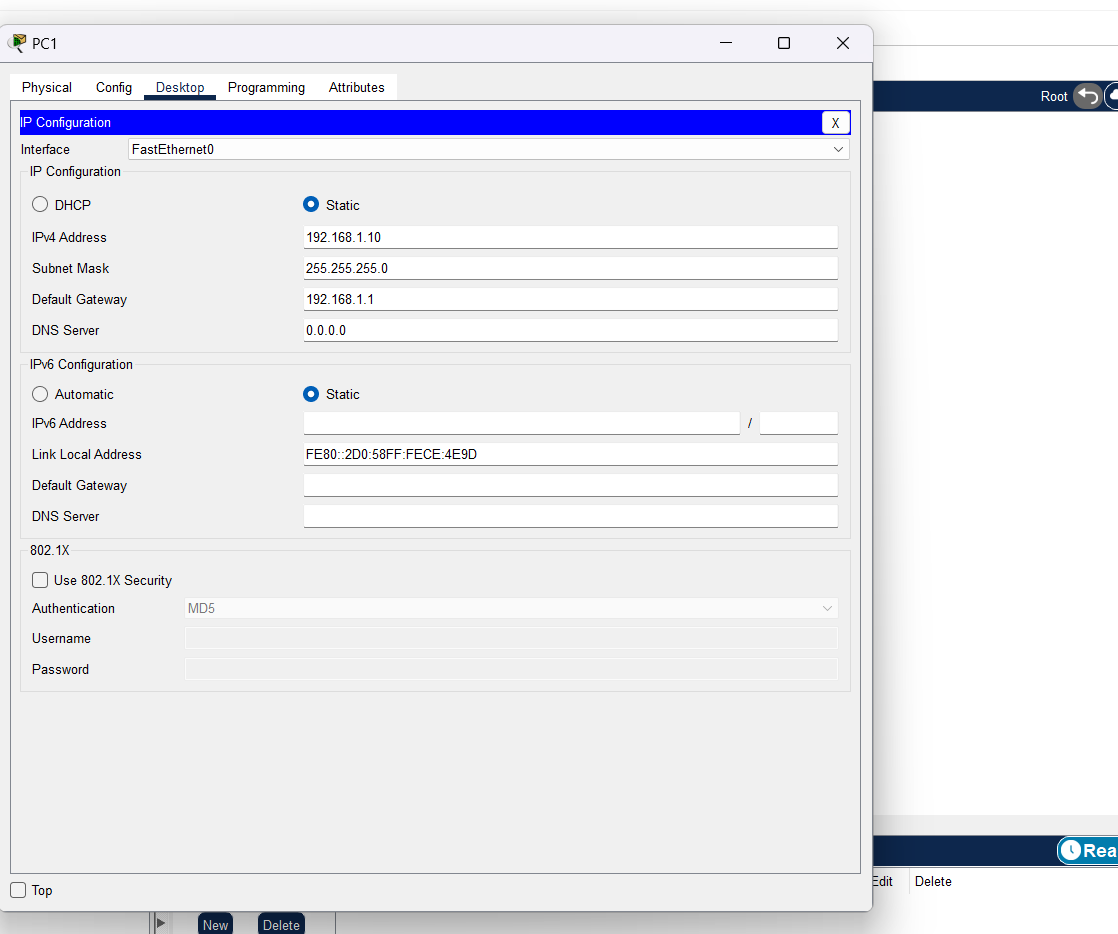 PC1
Physical Config Desktop Programming Attributes
IP Configuration X
Interface FastEthernet0
IP Configuration
DHCP Static
IPv4 Address 192.168.1.10
Subnet Mask 255.255.255.0
Default Gateway 192.168.1.1
DNS Server 0.0.0.0
IPv6 Configuration
Automatic Static
IPv6 Address /
Link Local Address FE80::2D0:58FF:FECE:4E9D
Default Gateway
DNS Server
802.1X
Use 802.1X Security
Authentication MD5
Username
Password
Top
Root
Rea
Edit Delete
New Delete